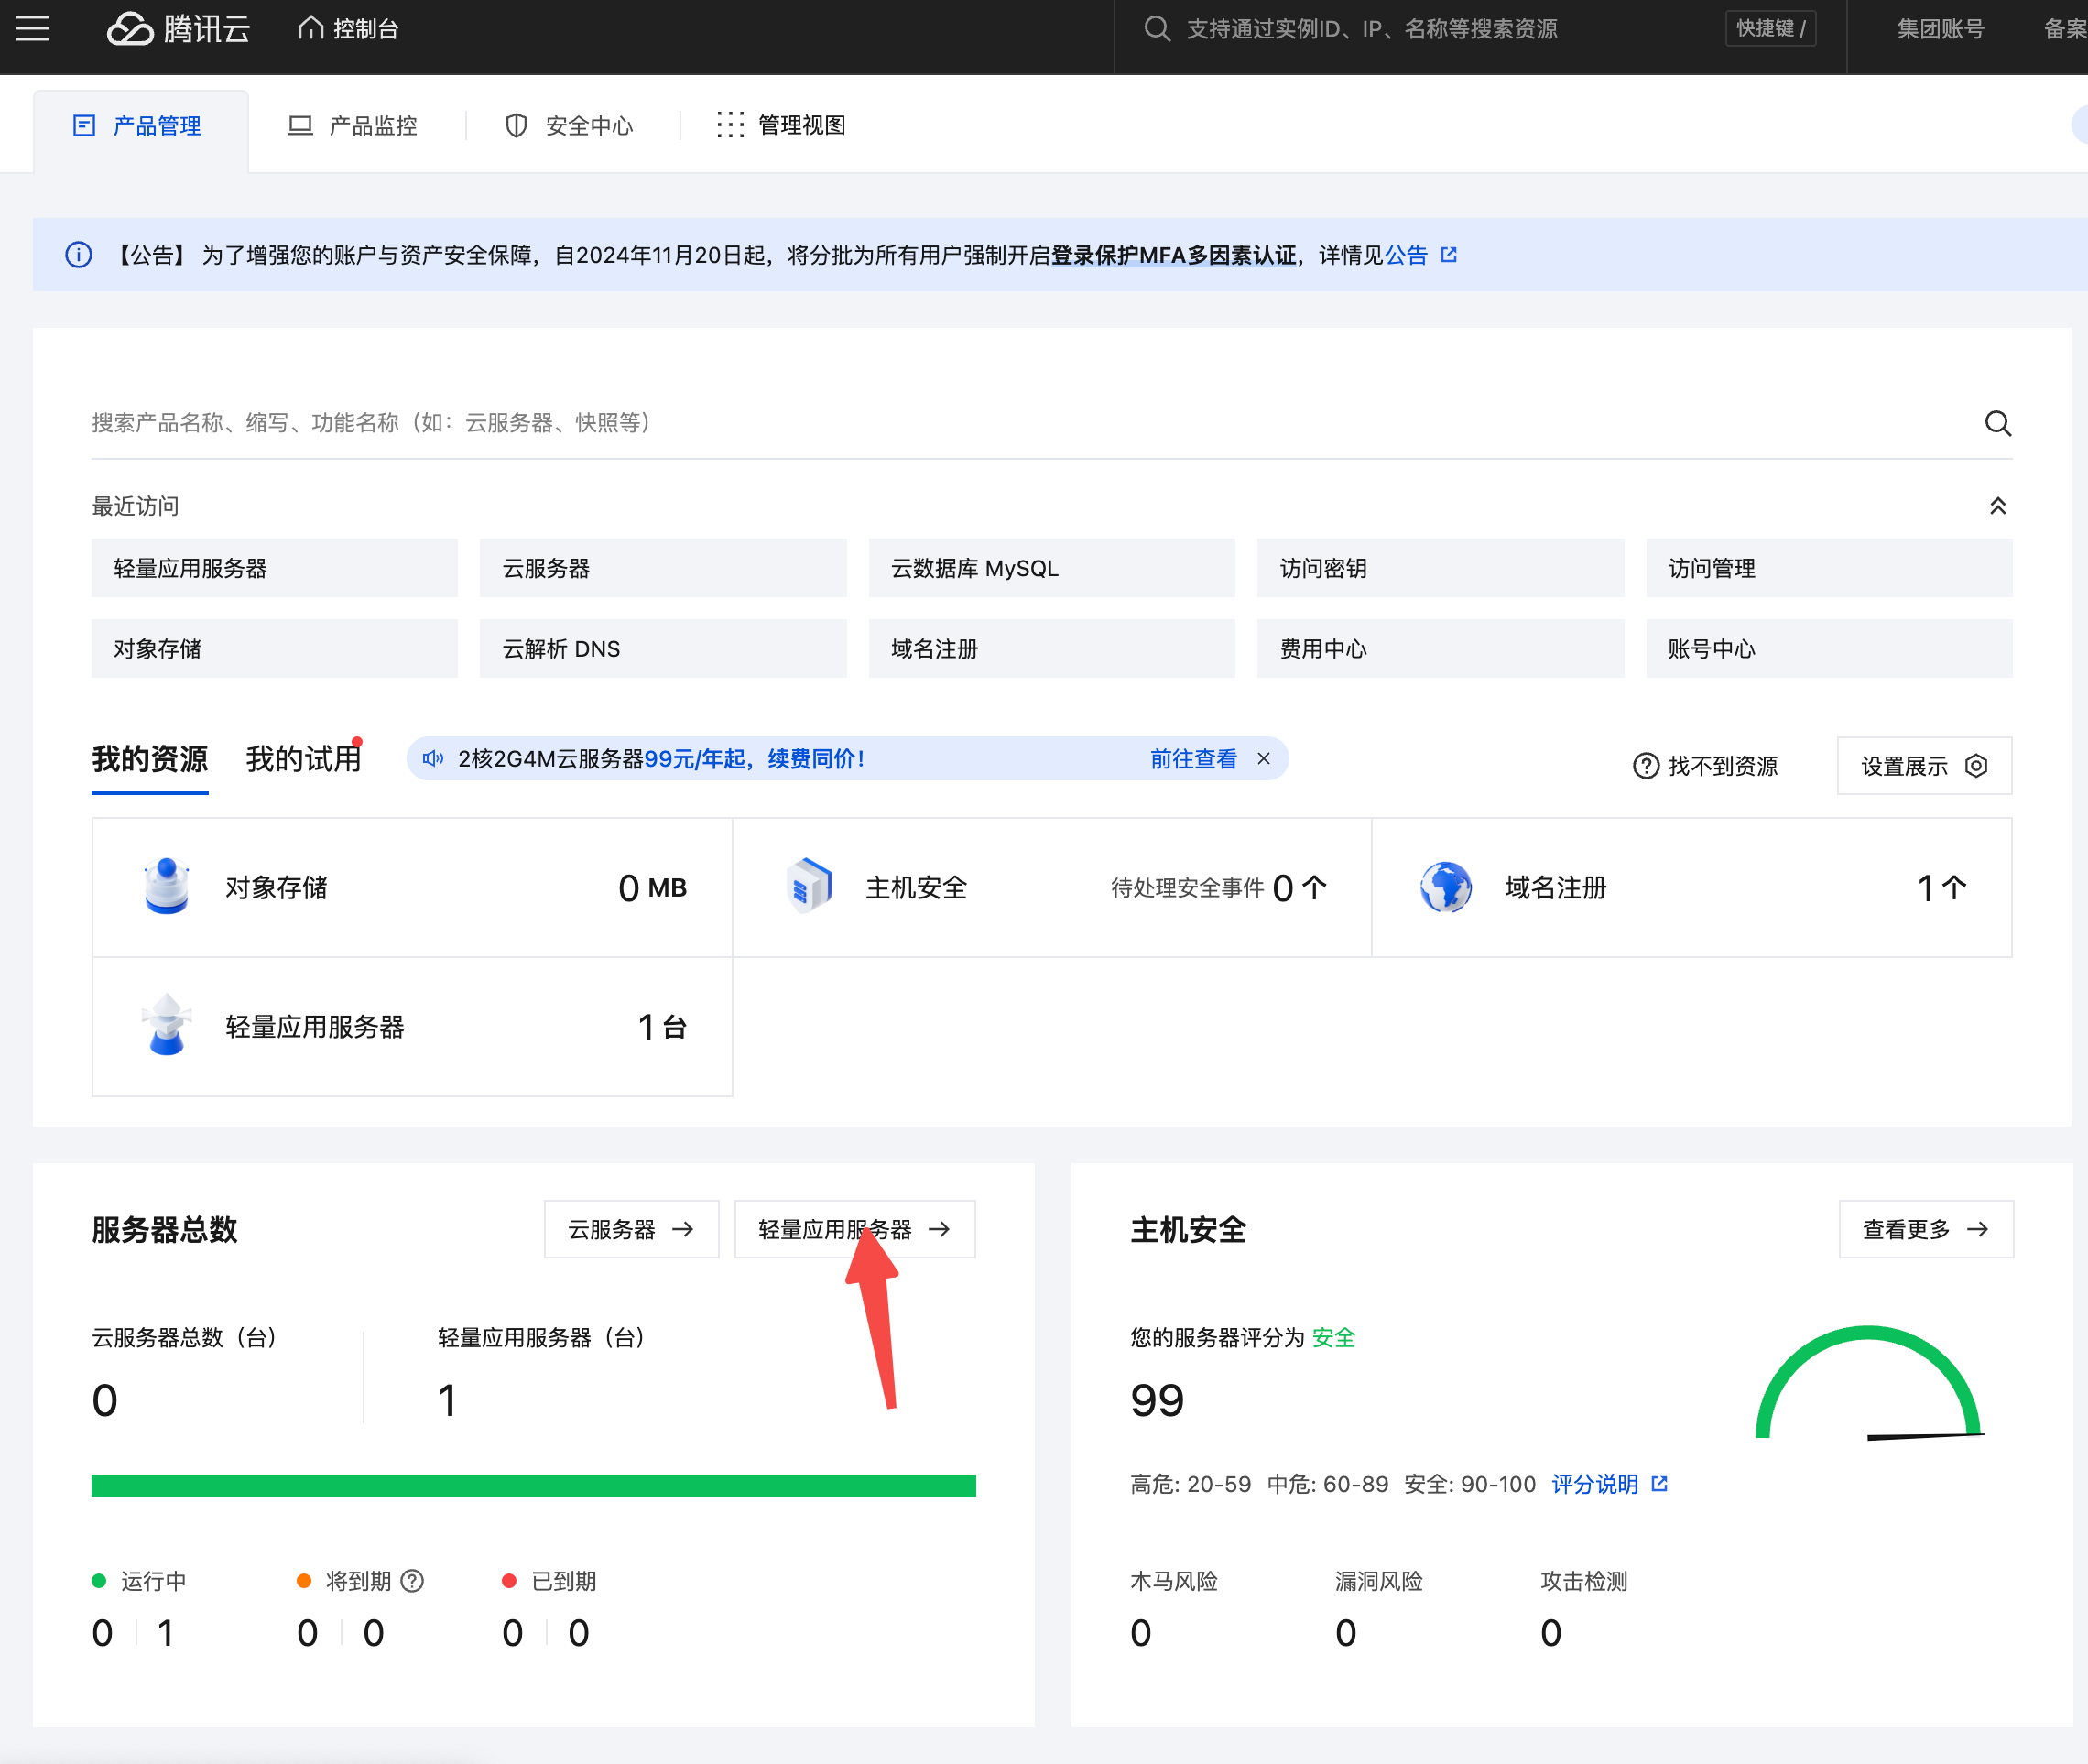 腾讯云 控制台 支持通过实例ID、IP、名称等搜索资源 快捷键 / 集团账号 备案
产品管理 产品监控 安全中心 管理视图
【公告】 为了增强您的账户与资产安全保障，自2024年11月20日起，将分批为所有用户强制开启登录保护MFA多因素认证，详情见公告
搜索产品名称、缩写、功能名称（如：云服务器、快照等）
最近访问
轻量应用服务器 云服务器 云数据库 MySQL 访问密钥 访问管理
对象存储 云解析 DNS 域名注册 费用中心 账号中心
我的资源 我的试用 2核2G4M云服务器99元/年起，续费同价！ 前往查看 找不到资源 设置展示
对象存储 0 MB 主机安全 待处理安全事件 0 个 域名注册 1 个
轻量应用服务器 1 台
服务器总数 云服务器 → 轻量应用服务器 → 主机安全 查看更多 →
云服务器总数（台） 轻量应用服务器（台） 您的服务器评分为 安全
0 1 99
高危: 20-59 中危: 60-89 安全: 90-100 评分说明
运行中 将到期 已到期 木马风险 漏洞风险 攻击检测
0 1 0 0 0 0 0 0 0